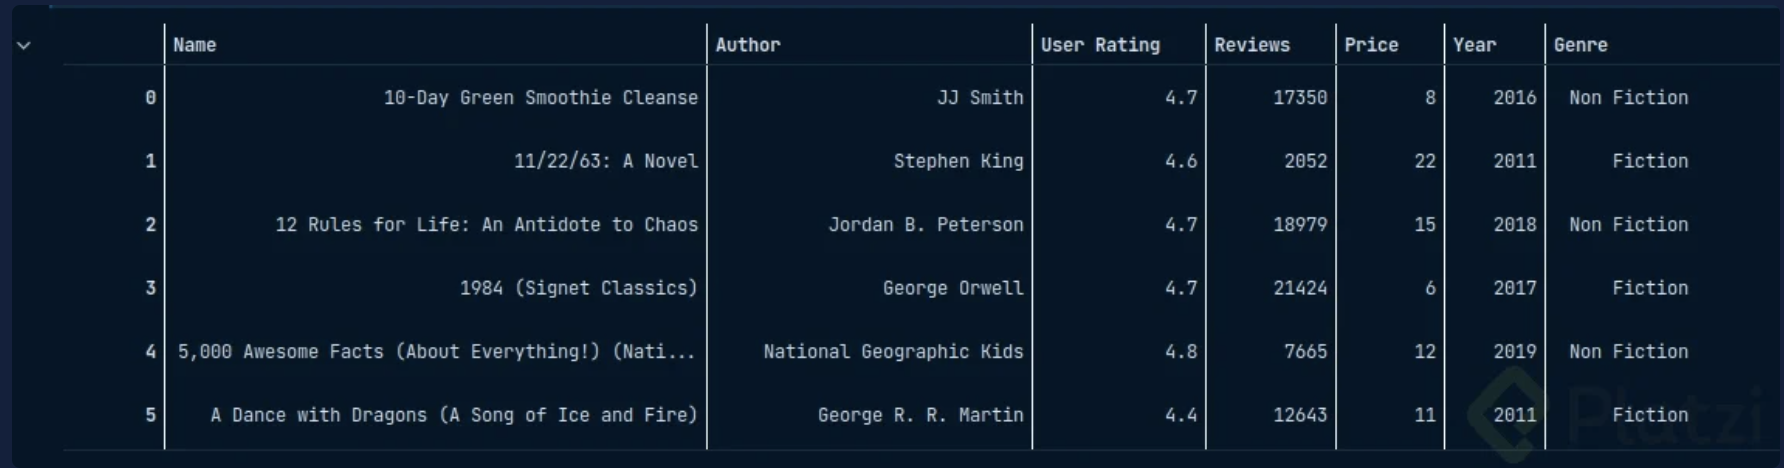 Name Author User Rating Reviews Price Year Genre
0 10-Day Green Smoothie Cleanse JJ Smith 4.7 17350 8 2016 Non Fiction
1 11/22/63: A Novel Stephen King 4.6 2052 22 2011 Fiction
2 12 Rules for Life: An Antidote to Chaos Jordan B. Peterson 4.7 18979 15 2018 Non Fiction
3 1984 (Signet Classics) George Orwell 4.7 21424 6 2017 Fiction
4 5,000 Awesome Facts (About Everything!) (Nati... National Geographic Kids 4.8 7665 12 2019 Non Fiction
5 A Dance with Dragons (A Song of Ice and Fire) George R. R. Martin 4.4 12643 11 2011 Fiction
Platzi